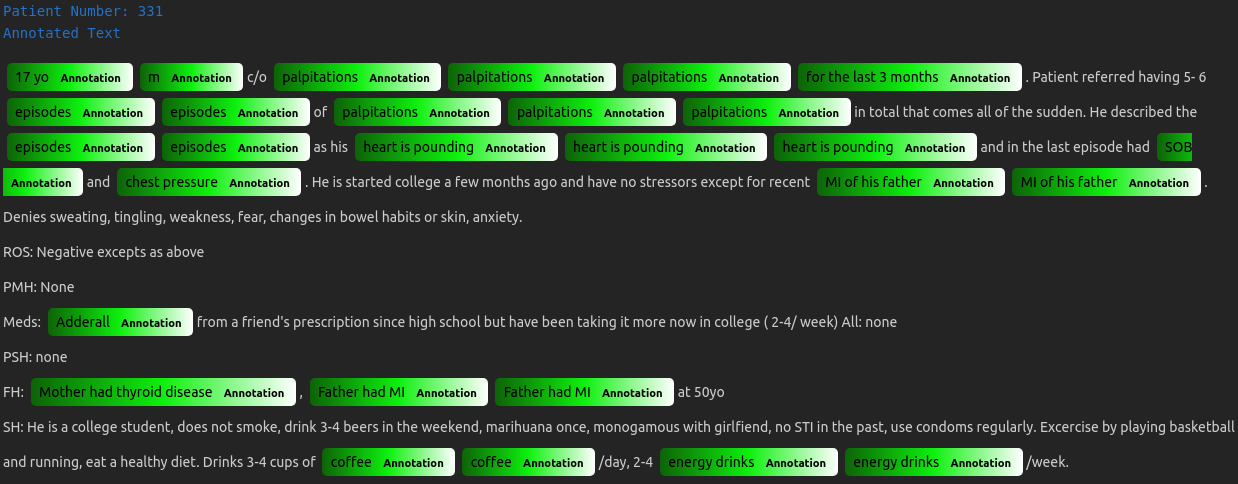 Patient Number: 331
Annotated Text
17 yo Annotation m Annotation c/o palpitations Annotation palpitations Annotation palpitations Annotation for the last 3 months Annotation . Patient referred having 5- 6
episodes Annotation episodes Annotation of palpitations Annotation palpitations Annotation palpitations Annotation in total that comes all of the sudden. He described the
episodes Annotation episodes Annotation as his heart is pounding Annotation heart is pounding Annotation heart is pounding Annotation and in the last episode had SOB
Annotation and chest pressure Annotation . He is started college a few months ago and have no stressors except for recent MI of his father Annotation MI of his father Annotation .
Denies sweating, tingling, weakness, fear, changes in bowel habits or skin, anxiety.
ROS: Negative excepts as above
PMH: None
Meds: Adderall Annotation from a friend's prescription since high school but have been taking it more now in college ( 2-4/ week) All: none
PSH: none
FH: Mother had thyroid disease Annotation , Father had MI Annotation Father had MI Annotation at 50yo
SH: He is a college student, does not smoke, drink 3-4 beers in the weekend, marihuana once, monogamous with girlfiend, no STI in the past, use condoms regularly. Excercise by playing basketball
and running, eat a healthy diet. Drinks 3-4 cups of coffee Annotation coffee Annotation /day, 2-4 energy drinks Annotation energy drinks Annotation /week.